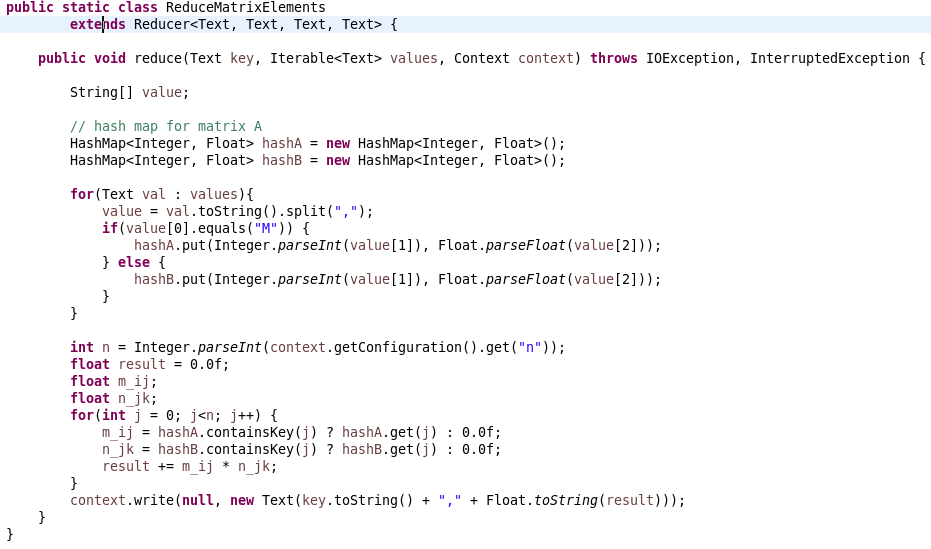 public static class ReduceMatrixElements
extends Reducer<Text, Text, Text, Text> {
public void reduce(Text key, Iterable<Text> values, Context context) throws IOException, InterruptedException {
String[] value;
// hash map for matrix A
HashMap<Integer, Float> hashA = new HashMap<Integer, Float>();
HashMap<Integer, Float> hashB = new HashMap<Integer, Float>();
for(Text val : values){
value = val.toString().split(",");
if(value[0].equals("M")) {
hashA.put(Integer.parseInt(value[1]), Float.parseFloat(value[2]));
} else {
hashB.put(Integer.parseInt(value[1]), Float.parseFloat(value[2]));
}
}
int n = Integer.parseInt(context.getConfiguration().get("n"));
float result = 0.0f;
float m_ij;
float n_jk;
for(int j = 0; j<n; j++) {
m_ij = hashA.containsKey(j) ? hashA.get(j) : 0.0f;
n_jk = hashB.containsKey(j) ? hashB.get(j) : 0.0f;
result += m_ij * n_jk;
}
context.write(null, new Text(key.toString() + "," + Float.toString(result)));
}
}